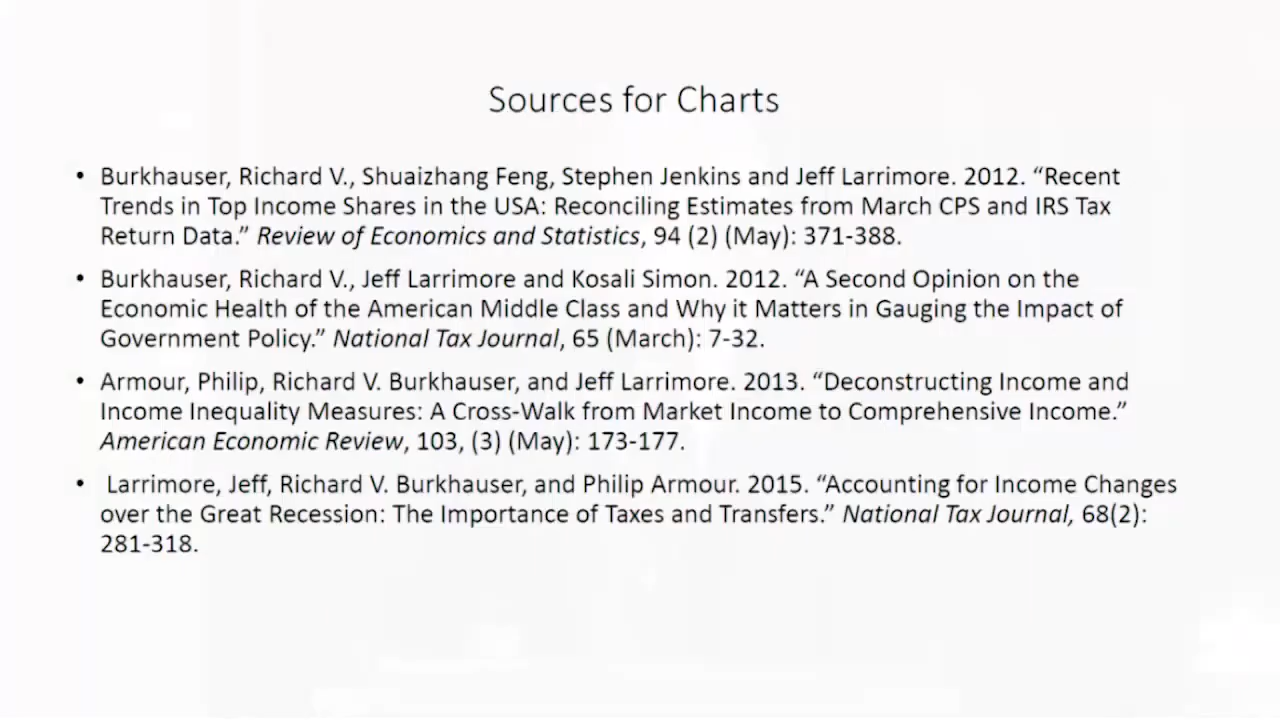 Sources for Charts
• Burkhauser, Richard V., Shuaizhang Feng, Stephen Jenkins and Jeff Larrimore. 2012. “Recent
Trends in Top Income Shares in the USA: Reconciling Estimates from March CPS and IRS Tax
Return Data.” Review of Economics and Statistics, 94 (2) (May): 371-388.
• Burkhauser, Richard V., Jeff Larrimore and Kosali Simon. 2012. “A Second Opinion on the
Economic Health of the American Middle Class and Why it Matters in Gauging the Impact of
Government Policy.” National Tax Journal, 65 (March): 7-32.
• Armour, Philip, Richard V. Burkhauser, and Jeff Larrimore. 2013. “Deconstructing Income and
Income Inequality Measures: A Cross-Walk from Market Income to Comprehensive Income.”
American Economic Review, 103, (3) (May): 173-177.
• Larrimore, Jeff, Richard V. Burkhauser, and Philip Armour. 2015. “Accounting for Income Changes
over the Great Recession: The Importance of Taxes and Transfers.” National Tax Journal, 68(2):
281-318.